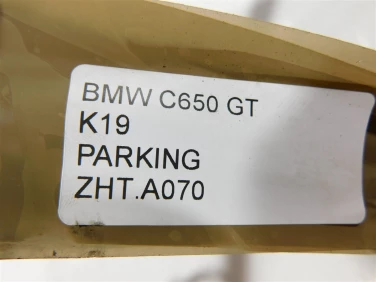 BMW C650 GT
K19
PARKING
ZHT.A070